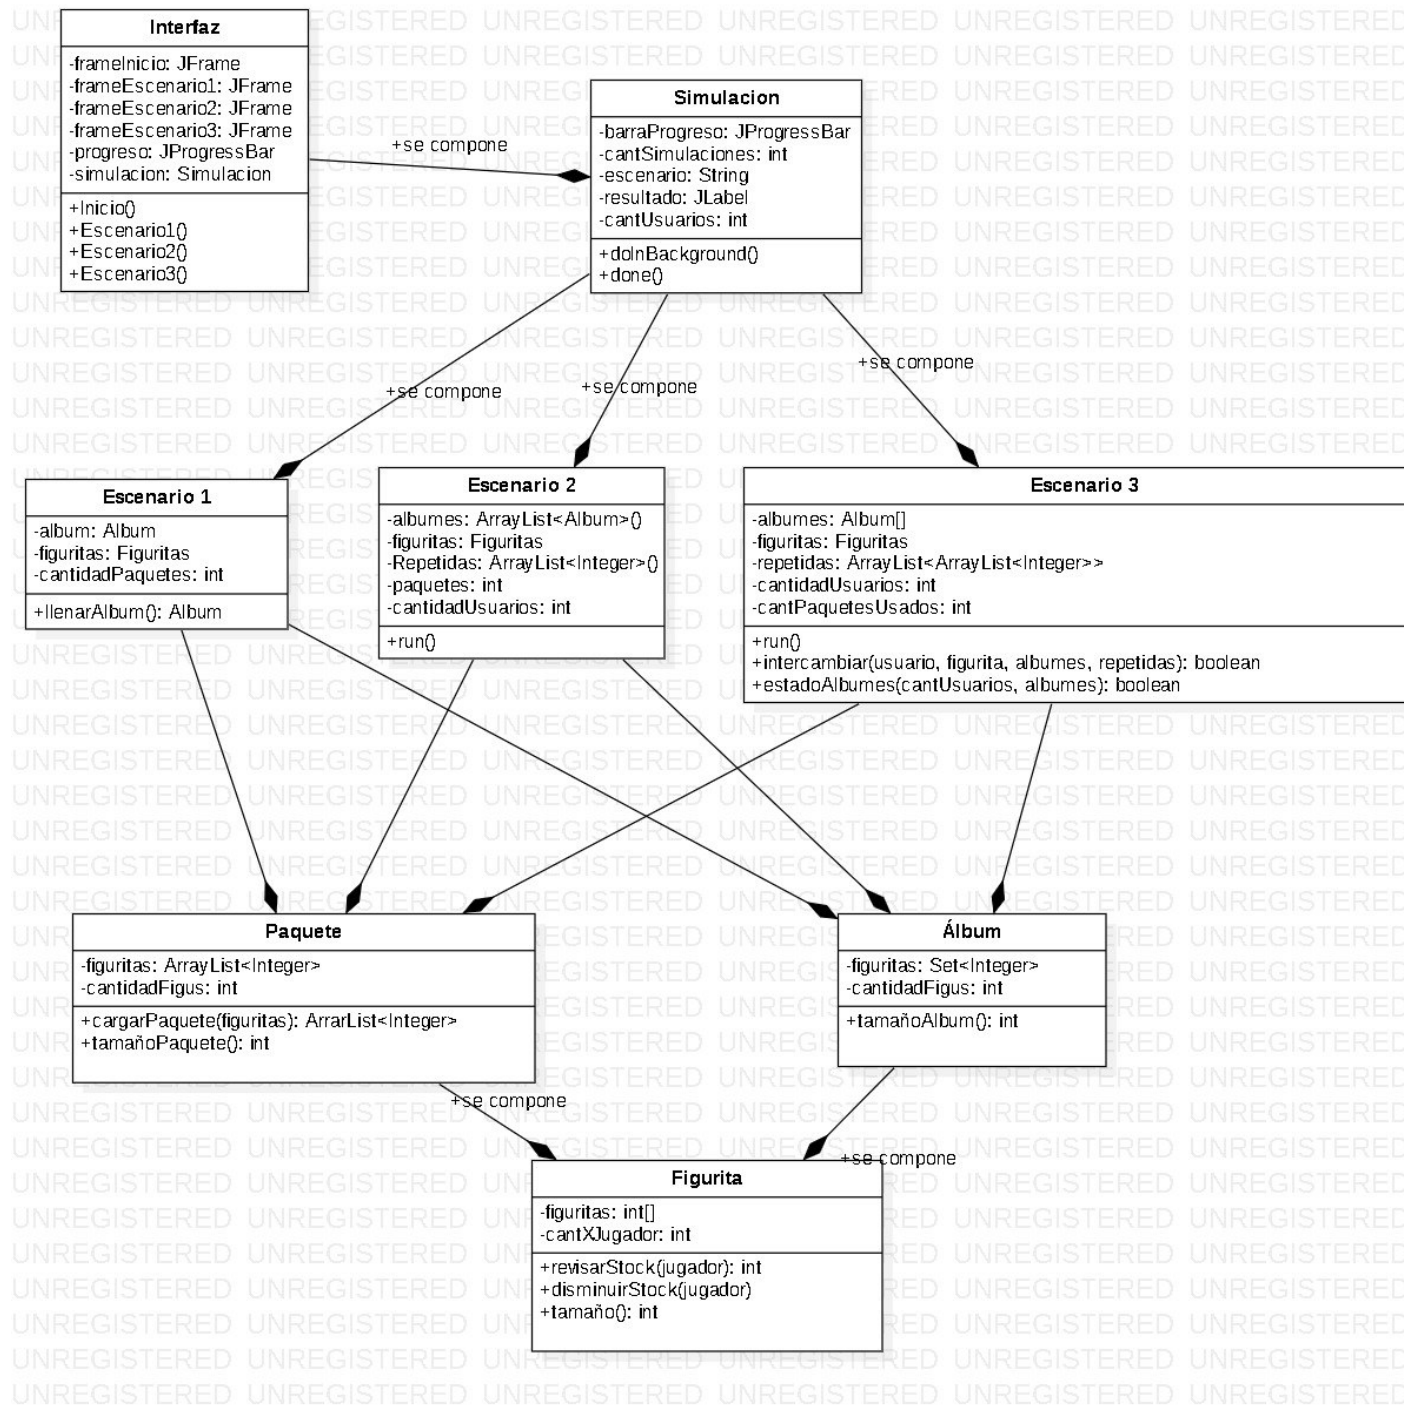 Interfaz
-frameInicio: JFrame
-frameEscenario1: JFrame
-frameEscenario2: JFrame
-frameEscenario3: JFrame
-progreso: JProgressBar
-simulacion: Simulacion
+Inicio()
+Escenario1()
+Escenario2()
+Escenario3()
+se compone
Simulacion
-barraProgreso: JProgressBar
-cantSimulaciones: int
-escenario: String
-resultado: JLabel
-cantUsuarios: int
+doInBackground()
+done()
+se compone
+se compone
+se compone
Escenario 1
-album: Album
-figuritas: Figuritas
-cantidadPaquetes: int
+llenarAlbum(): Album
Escenario 2
-albumes: ArrayList<Album>()
-figuritas: Figuritas
-Repetidas: ArrayList<Integer>()
-paquetes: int
-cantidadUsuarios: int
+run()
Escenario 3
-albumes: Album[]
-figuritas: Figuritas
-repetidas: ArrayList<ArrayList<Integer>>
-cantidadUsuarios: int
-cantPaquetesUsados: int
+run()
+intercambiar(usuario, figurita, albumes, repetidas): boolean
+estadoAlbumes(cantUsuarios, albumes): boolean
Paquete
-figuritas: ArrayList<Integer>
-cantidadFigus: int
+cargarPaquete(figuritas): ArrarList<Integer>
+tamañoPaquete(): int
Álbum
-figuritas: Set<Integer>
-cantidadFigus: int
+tamañoAlbum(): int
+se compone
+se compone
Figurita
-figuritas: int[]
-cantXJugador: int
+revisarStock(jugador): int
+disminuirStock(jugador)
+tamaño(): int
UNREGISTERED